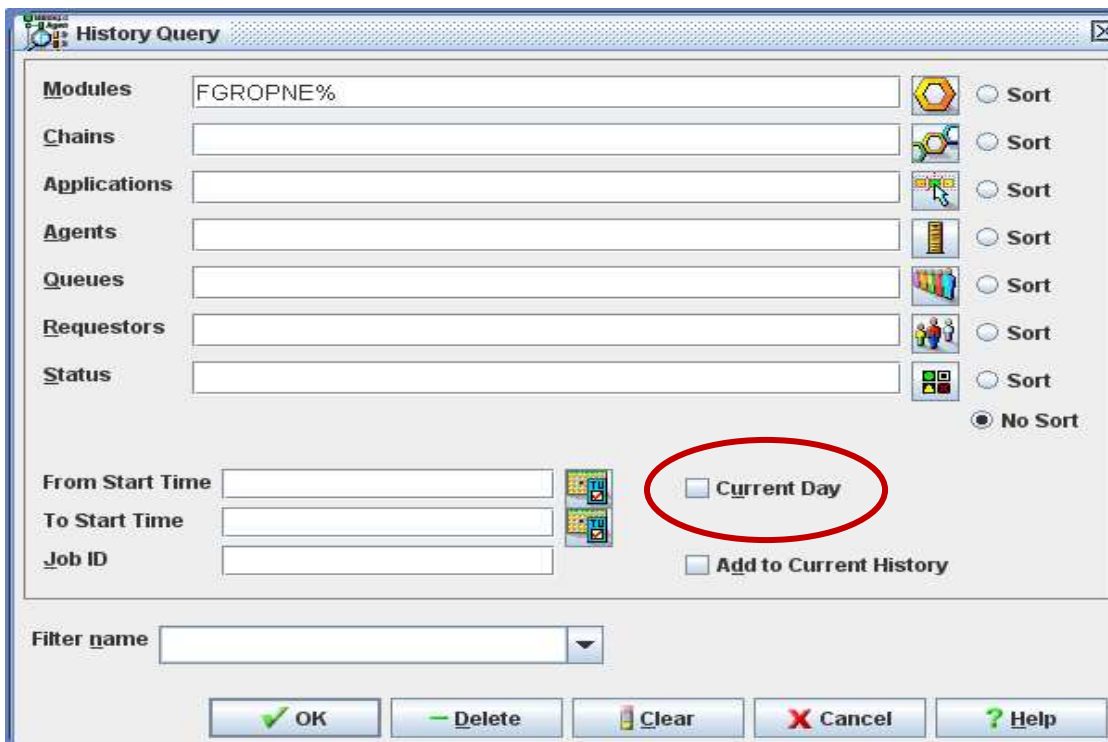 History Query
Modules FGROPNE% Sort
Chains Sort
Applications Sort
Agents Sort
Queues Sort
Requestors Sort
Status Sort
No Sort
From Start Time Current Day
To Start Time
Job ID Add to Current History
Filter name
OK Delete Clear Cancel ? Help